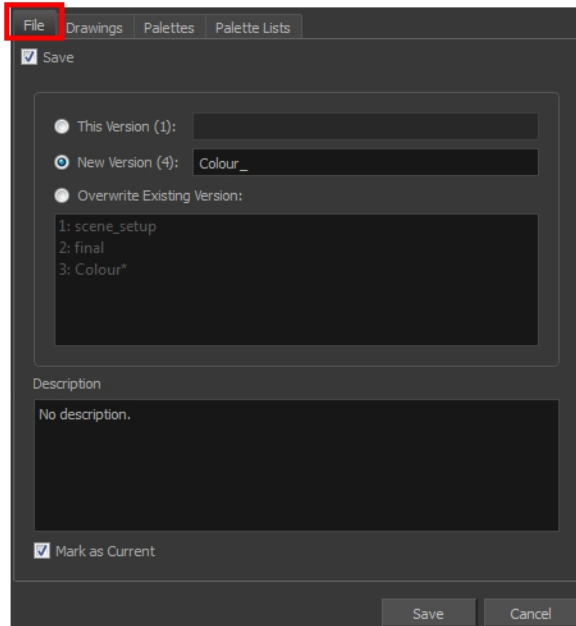 File Drawings Palettes Palette Lists
Save
This Version (1):
New Version (4): Colour_
Overwrite Existing Version:
1: scene_setup
2: final
3: Colour*
Description
No description.
Mark as Current
Save Cancel